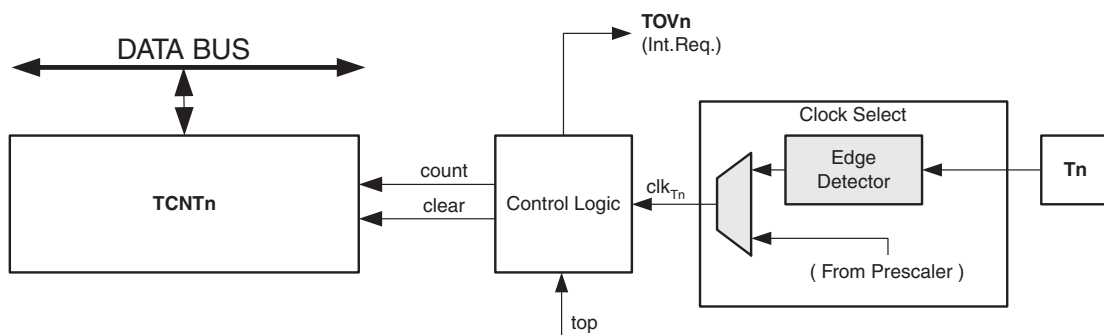 TOVn
(Int.Req.)
DATA BUS
Clock Select
Edge
Detector
Tn
count
TCNTn
clear
Control Logic
clkTn
( From Prescaler )
top